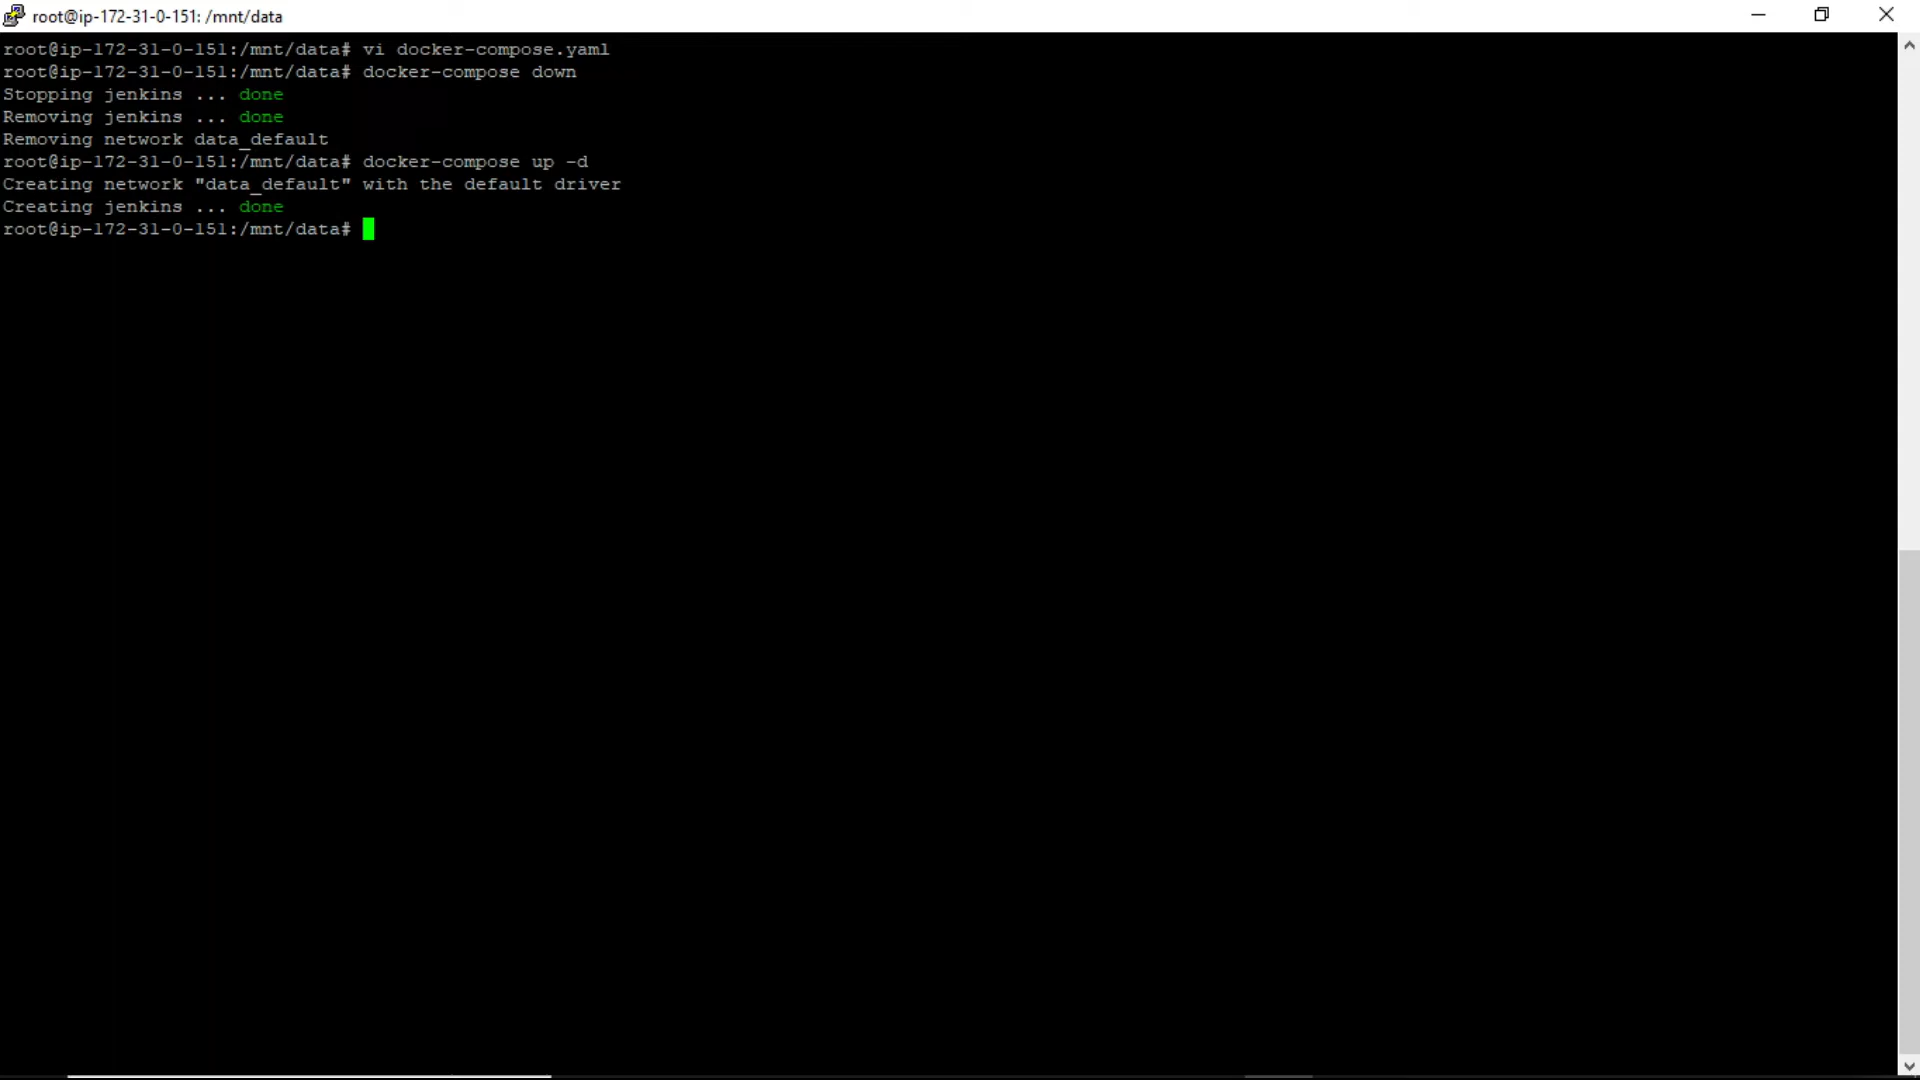 root@ip-172-31-0-151: /mnt/data
root@ip-172-31-0-151:/mnt/data# vi docker-compose.yaml
root@ip-172-31-0-151:/mnt/data# docker-compose down
Stopping jenkins ... done
Removing jenkins ... done
Removing network data_default
root@ip-172-31-0-151:/mnt/data# docker-compose up -d
Creating network "data_default" with the default driver
Creating jenkins ... done
root@ip-172-31-0-151:/mnt/data#